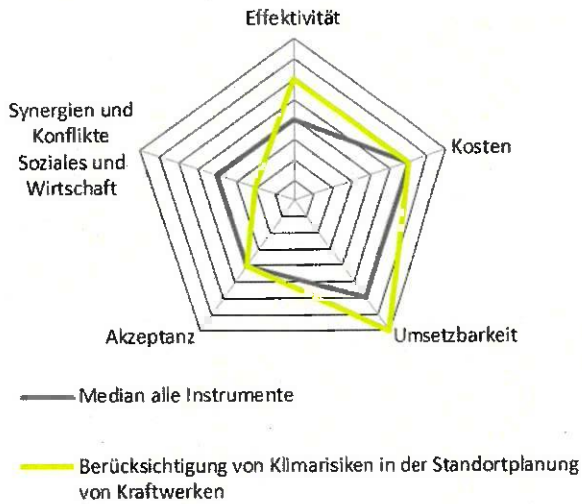 Effektivität
Synergien und
Konflikte
Soziales und
Wirtschaft
Kosten
Akzeptanz
Umsetzbarkeit
Median alle Instrumente
Berücksichtigung von Klimarisiken in der Standortplanung
von Kraftwerken